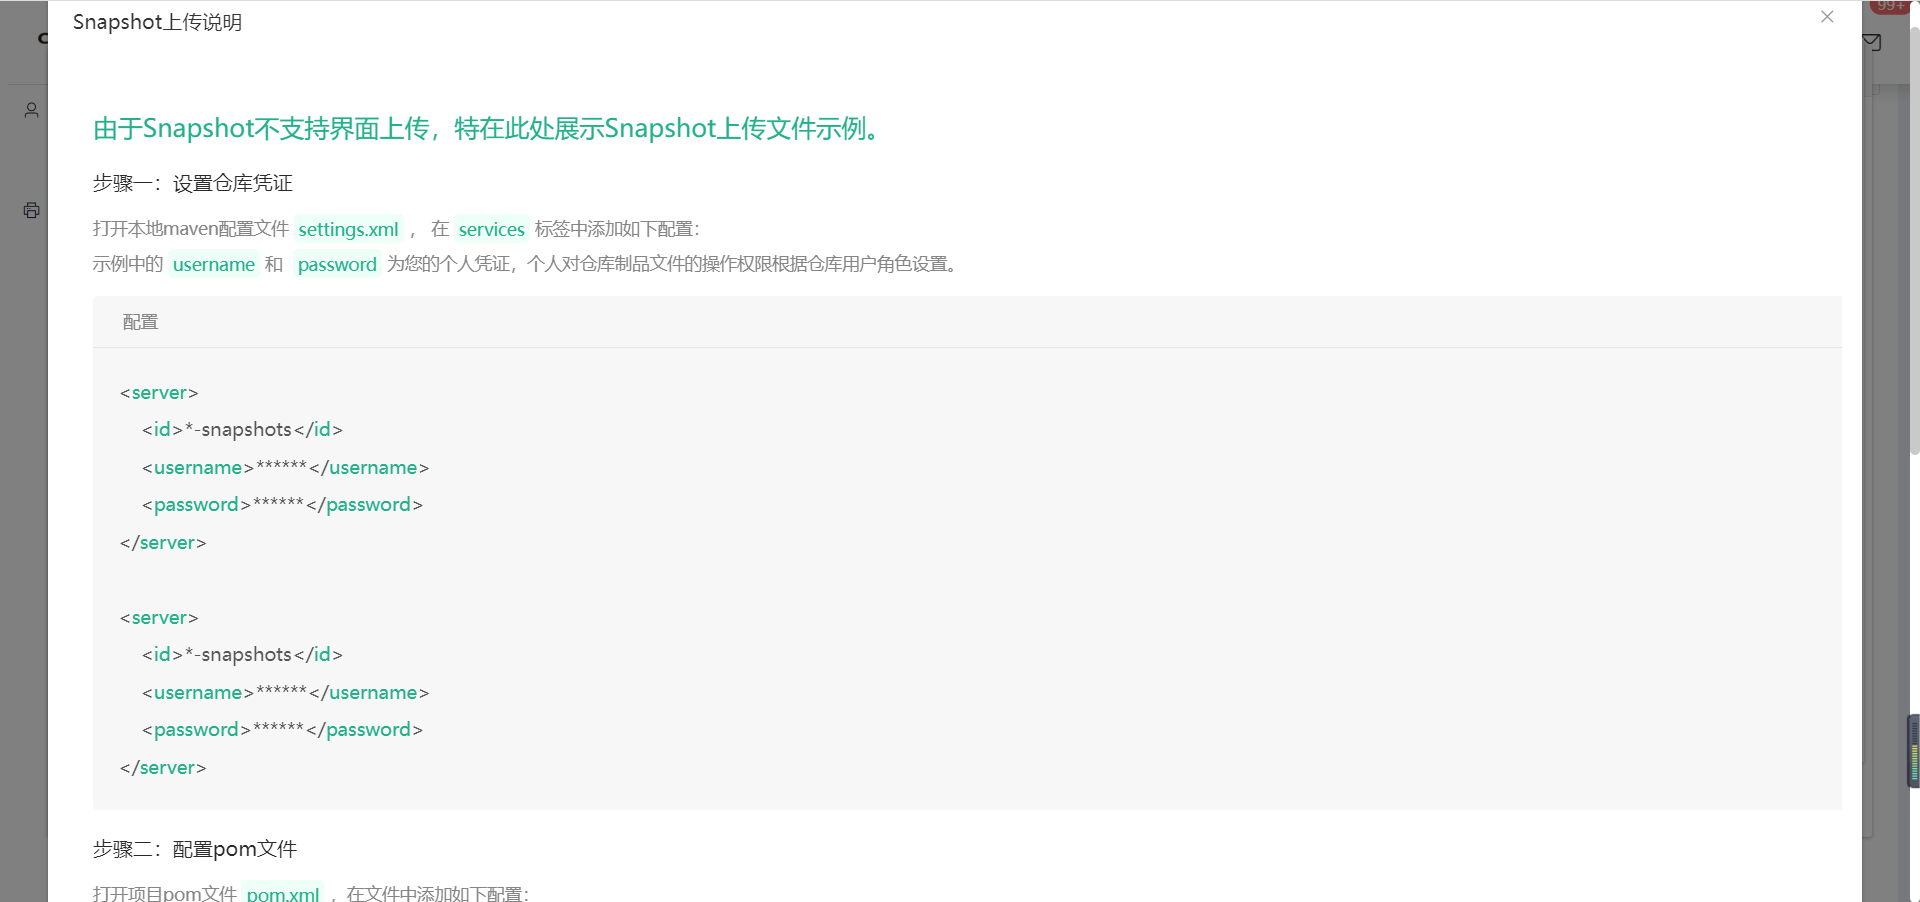 Snapshot上传说明
99+
由于Snapshot不支持界面上传，特在此处展示Snapshot上传文件示例。
步骤一：设置仓库凭证
打开本地maven配置文件 settings.xml ， 在 services 标签中添加如下配置：
示例中的 username 和 password 为您的个人凭证，个人对仓库制品文件的操作权限根据仓库用户角色设置。
配置
<server>
<id>*-snapshots</id>
<username>******</username>
<password>******</password>
</server>
<server>
<id>*-snapshots</id>
<username>******</username>
<password>******</password>
</server>
步骤二：配置pom文件
打开项目pom文件 pom.xml ，在文件中添加如下配置：